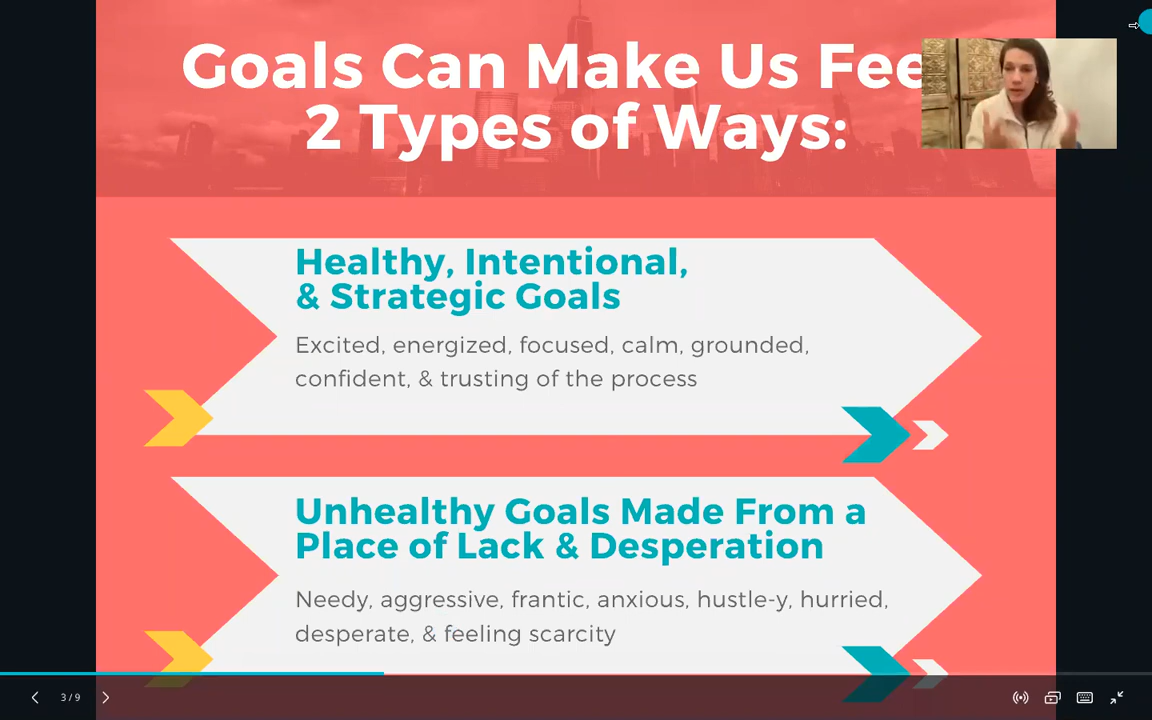 Goals Can Make Us Fee
2 Types of Ways:
Healthy, Intentional,
& Strategic Goals
Excited, energized, focused, calm, grounded,
confident, & trusting of the process
Unhealthy Goals Made From a
Place of Lack & Desperation
Needy, aggressive, frantic, anxious, hustle-y, hurried,
desperate, & feeling scarcity
3 / 9